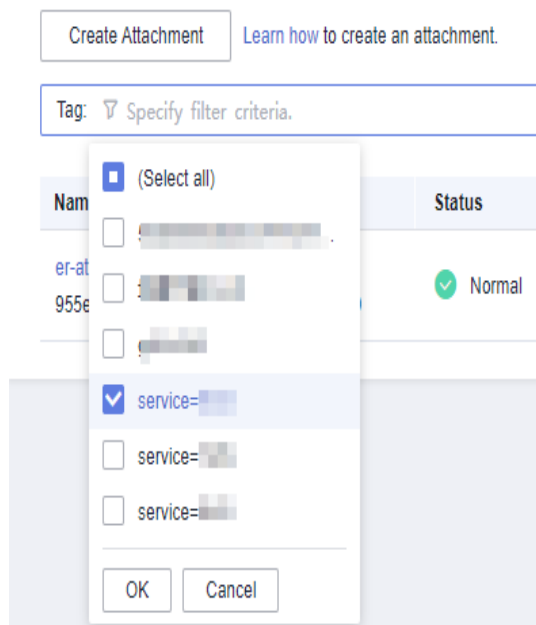 Create Attachment Learn how to create an attachment.
Tag: Specify filter criteria.
(Select all)
Nam Status
er-at
955e
Normal
service=
service=
service=
OK Cancel